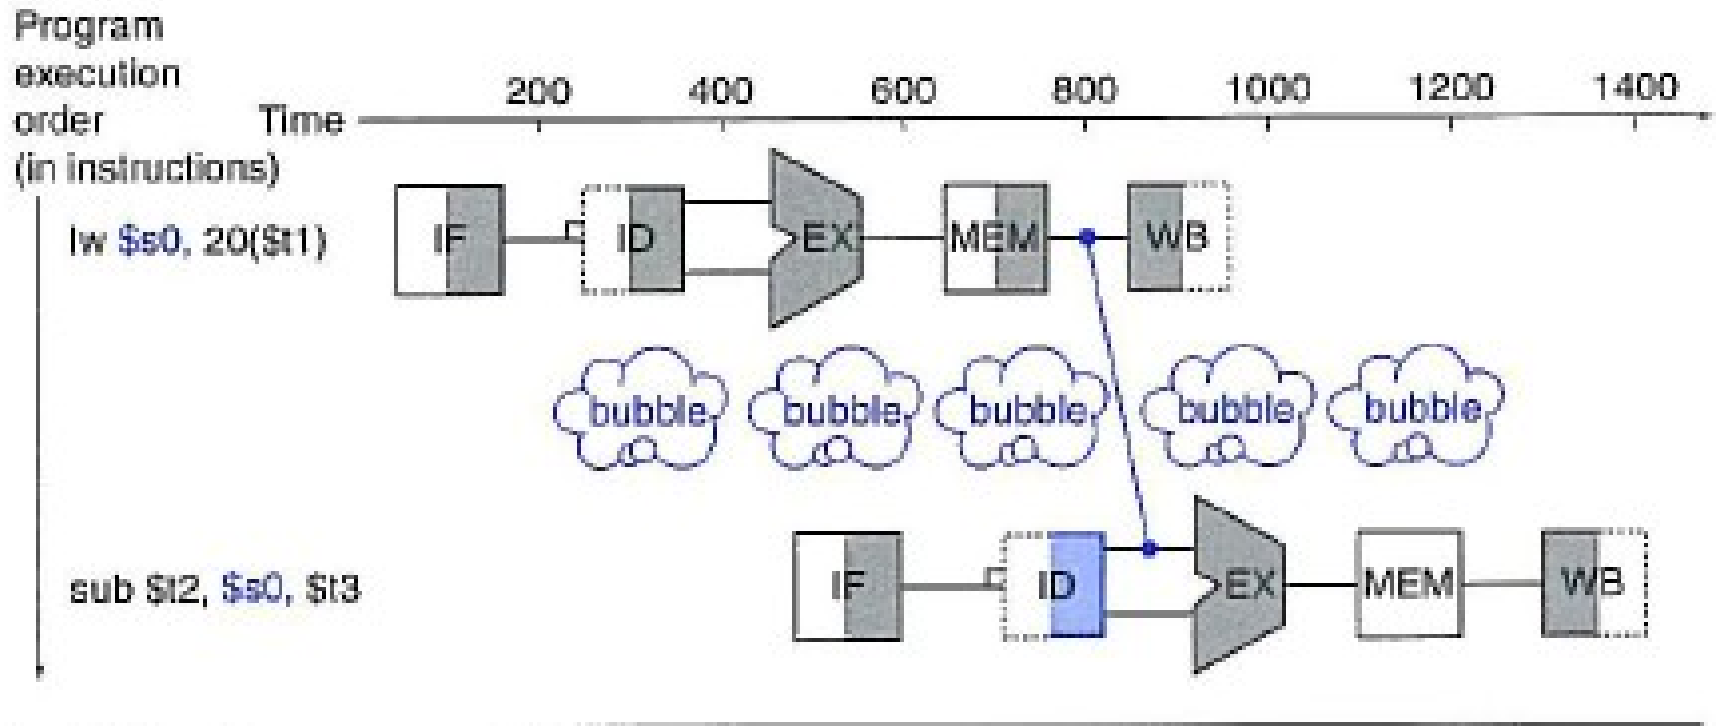 Program
execution
order
(in instructions)
Time
200 400 600 800 1000 1200 1400
lw $s0, 20($t1)
IF ID EX MEM WB
bubble bubble bubble bubble bubble
sub $t2, $s0, $t3
IF ID EX MEM WB